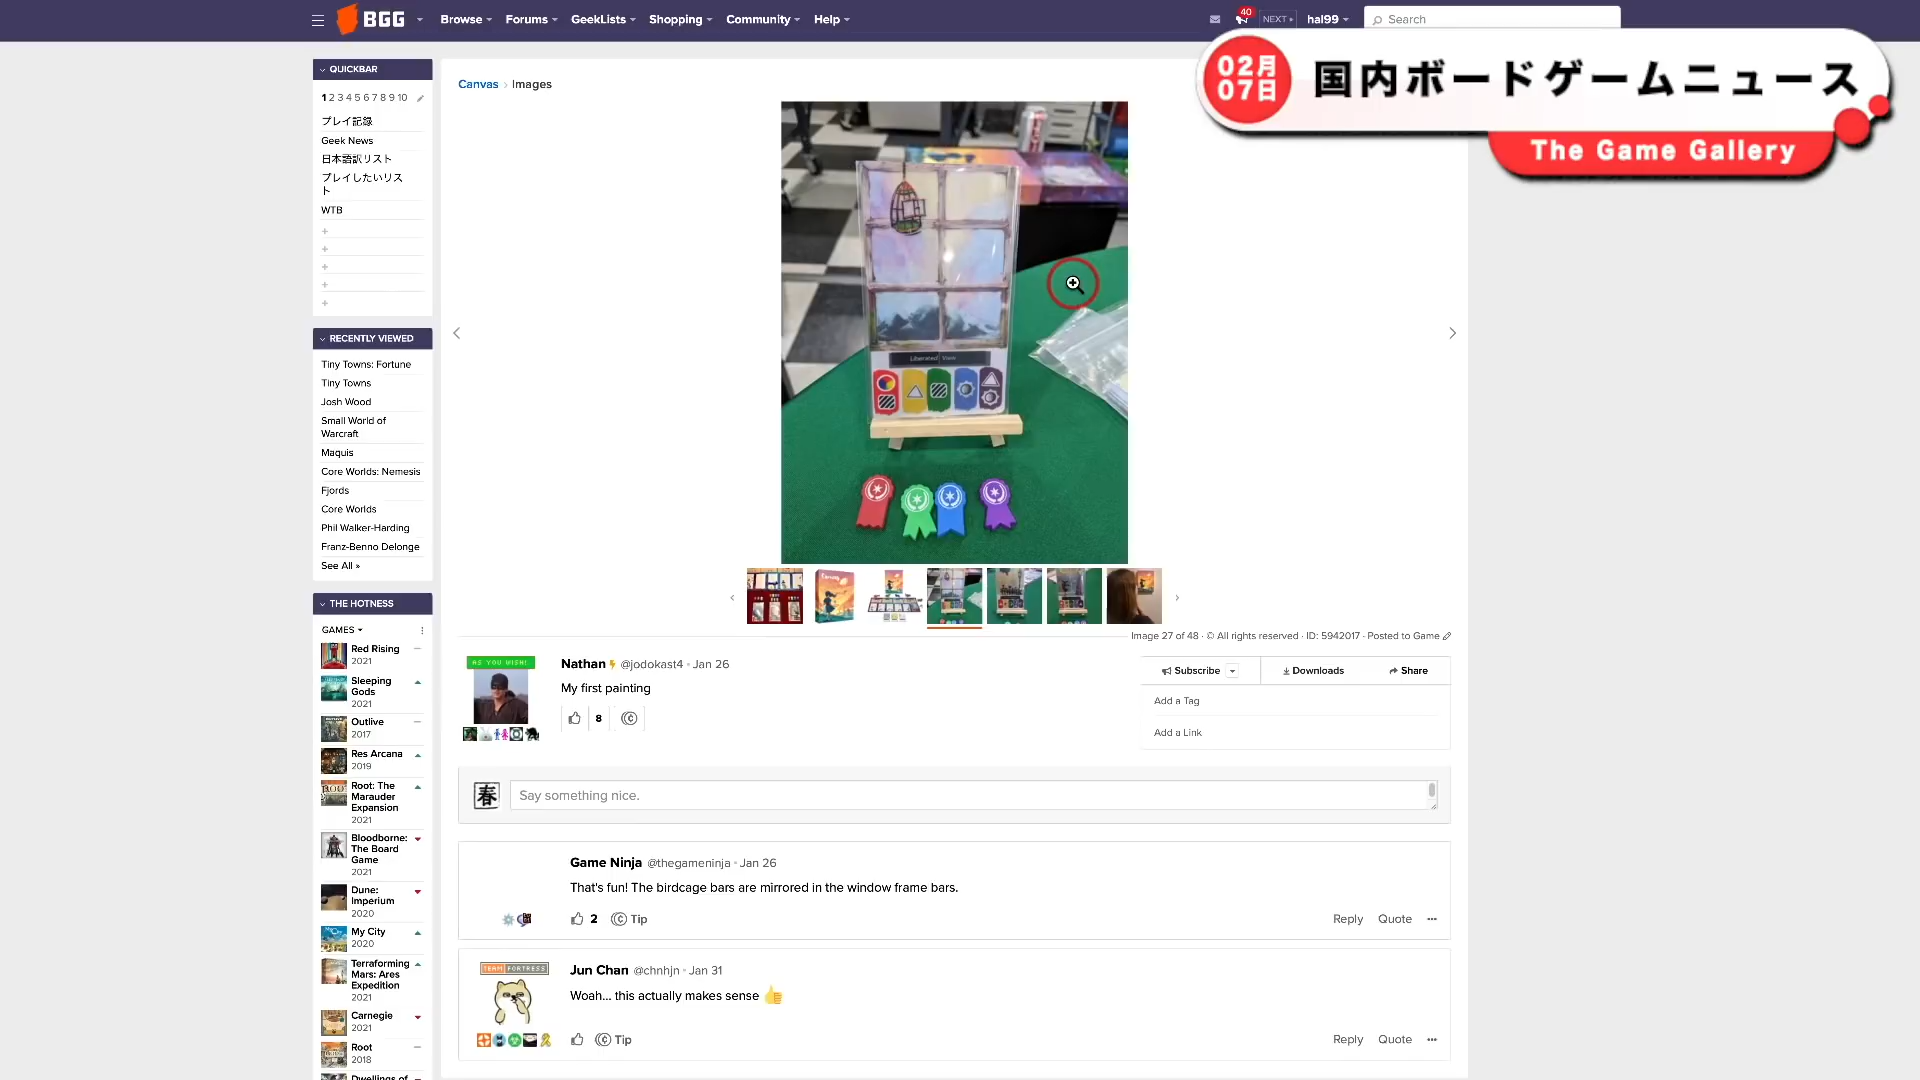 BGG
Browse
Forums
GeekLists
Shopping
Community
Help
40
NEXT
hal99
Search
02月
07日
国内ボードゲームニュース
The Game Gallery
QUICKBAR
1 2 3 4 5 6 7 8 9 10
プレイ記録
Geek News
日本語訳リスト
プレイしたいリス
ト
WTB
RECENTLY VIEWED
Tiny Towns: Fortune
Tiny Towns
Josh Wood
Small World of
Warcraft
Maquis
Core Worlds: Nemesis
Fjords
Core Worlds
Phil Walker-Harding
Franz-Benno Delonge
See All »
THE HOTNESS
GAMES
Red Rising
2021
Sleeping
Gods
2021
Outlive
2017
Res Arcana
2019
Root: The
Marauder
Expansion
2021
Bloodborne:
The Board
Game
2021
Dune:
Imperium
2020
My City
2020
Terraforming
Mars: Ares
Expedition
2021
Carnegie
2021
Root
2018
Dwellings of
Canvas › Images
Liberated Vision
Image 27 of 48 · © All rights reserved · ID: 5942017 · Posted to Game
AS YOU WISH!
Nathan @jodokast4 · Jan 26
My first painting
8
Subscribe
Downloads
Share
Add a Tag
Add a Link
春
Say something nice.
Game Ninja @thegameninja · Jan 26
That's fun! The birdcage bars are mirrored in the window frame bars.
2 Tip
Reply Quote
TEAM FORTRESS
Jun Chan @chnhjn · Jan 31
Woah... this actually makes sense 👍
Tip
Reply Quote